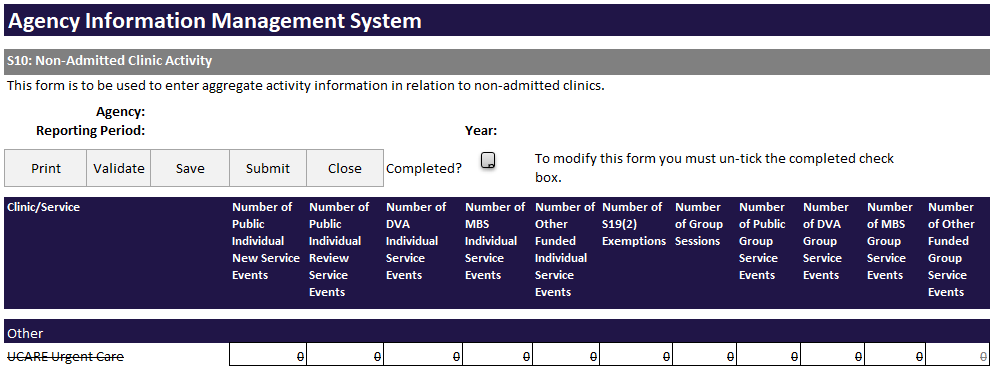 Agency Information Management System
S10: Non-Admitted Clinic Activity
This form is to be used to enter aggregate activity information in relation to non-admitted clinics.
Agency:
Reporting Period: Year:
Print Validate Save Submit Close Completed? To modify this form you must un-tick the completed check
box.
Clinic/Service Number of Number of Number of Number of Number of Number of Number Number Number Number Number
Public Public DVA MBS Other S19(2) of Group of Public of DVA of MBS of Other
Individual Individual Individual Individual Funded Exemptions Sessions Group Group Group Funded
New Service Review Service Service Individual Service Service Service Group
Events Service Events Events Service Events Events Events Service
Events Events Events
Other
UCARE Urgent Care 0 0 0 0 0 0 0 0 0 0 0